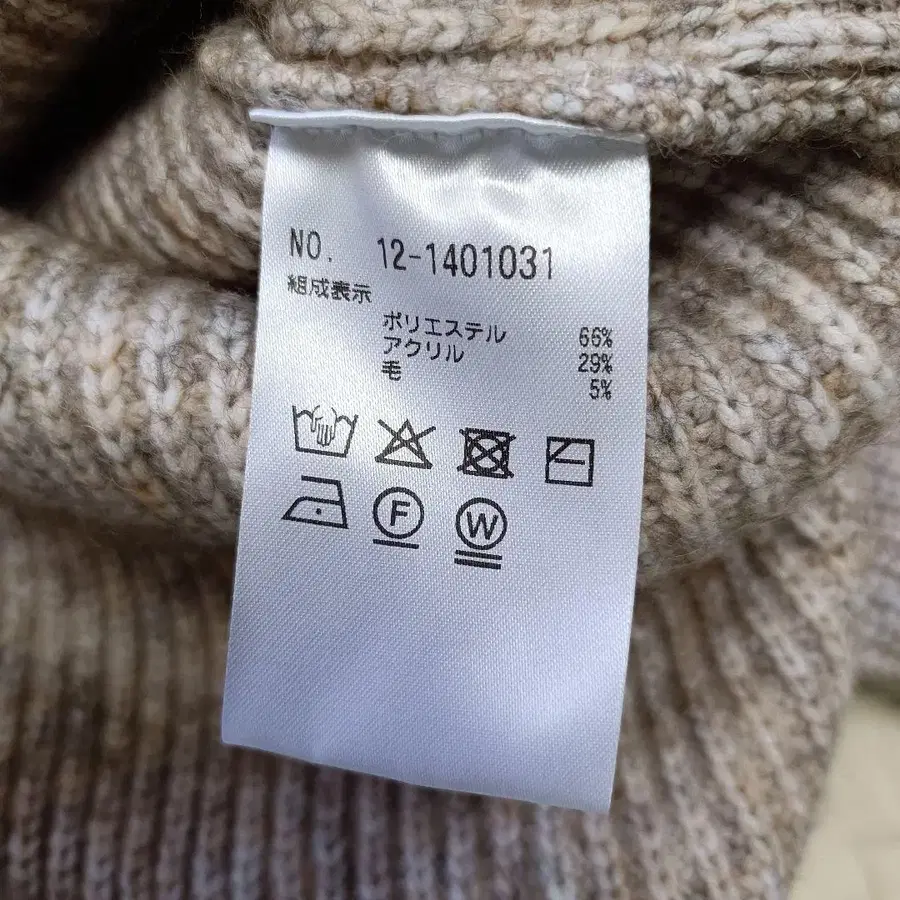 NO. 12-1401031
組成表示
ポリエステル 66%
アクリル 29%
毛 5%
F W